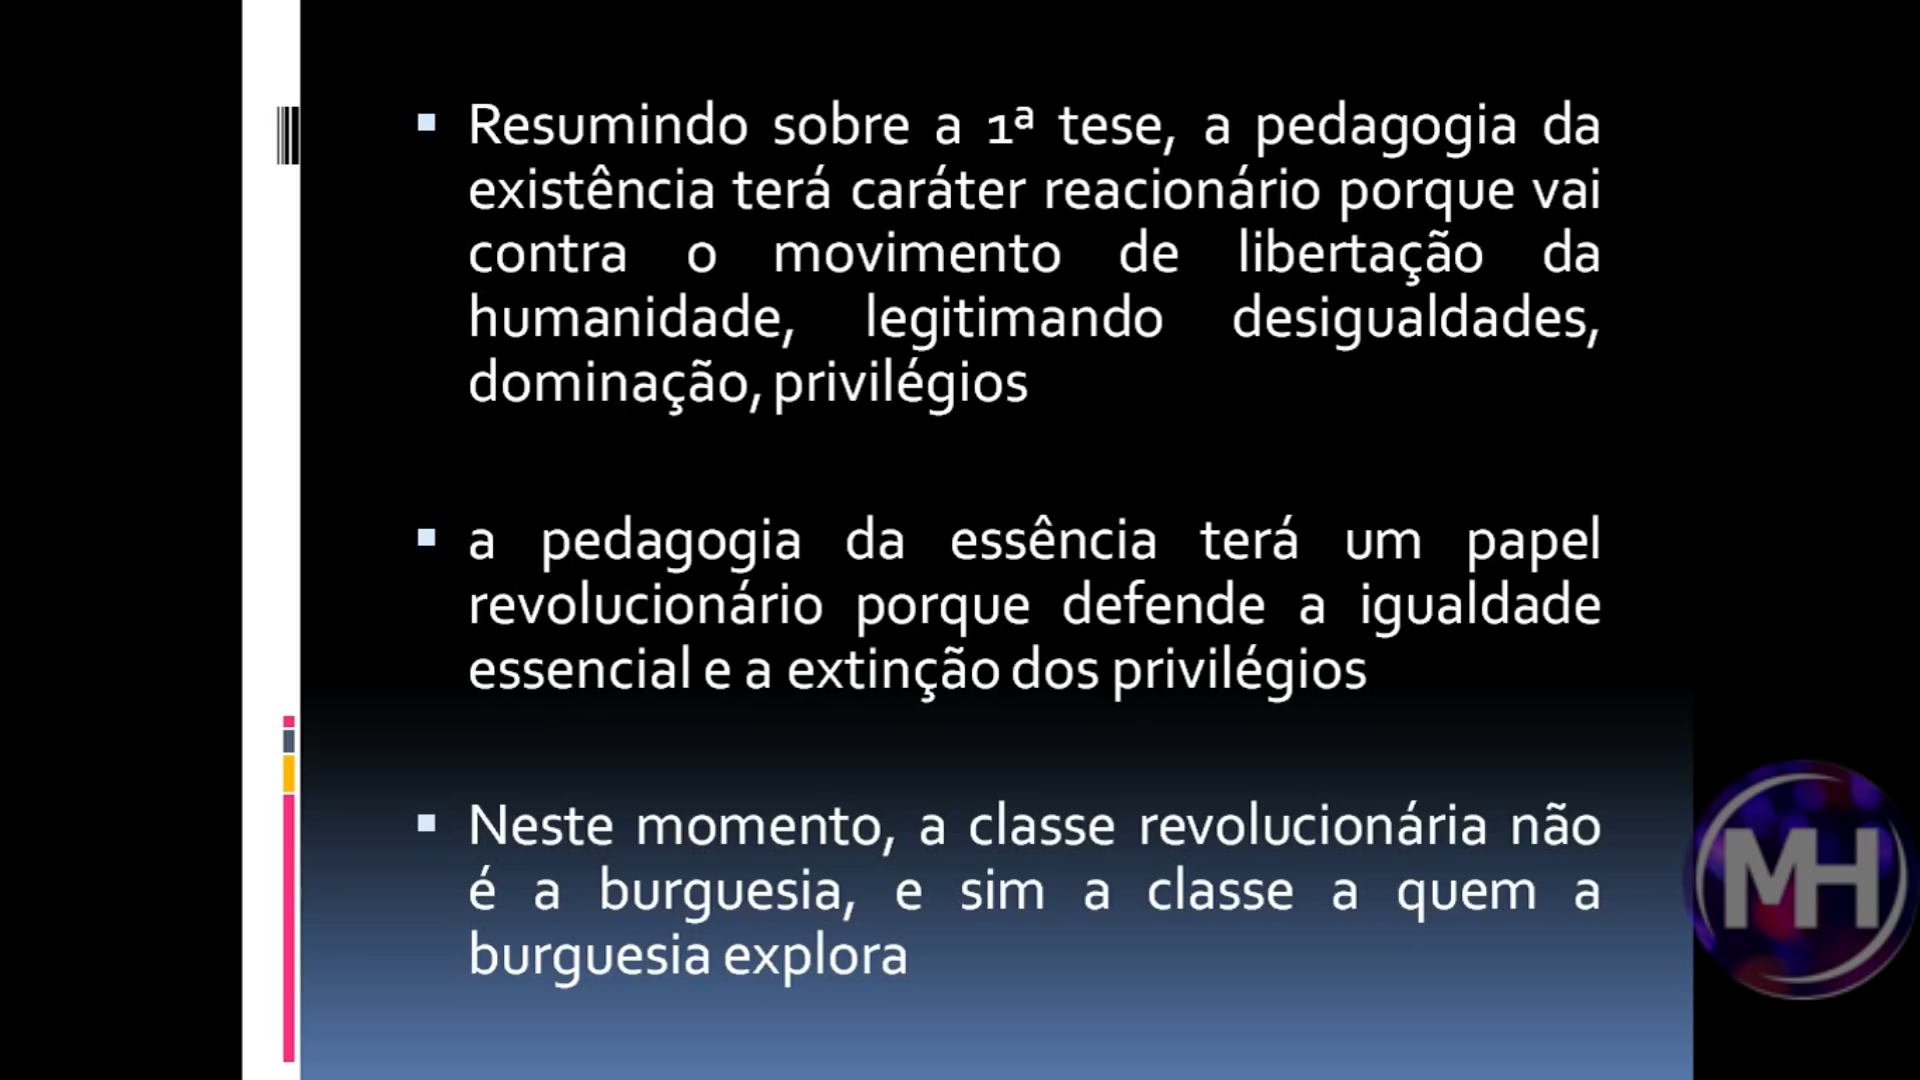 Resumindo sobre a 1ª tese, a pedagogia da
existência terá caráter reacionário porque vai
contra o movimento de libertação da
humanidade, legitimando desigualdades,
dominação, privilégios
a pedagogia da essência terá um papel
revolucionário porque defende a igualdade
essencial e a extinção dos privilégios
Neste momento, a classe revolucionária não
é a burguesia, e sim a classe a quem a
burguesia explora
MH